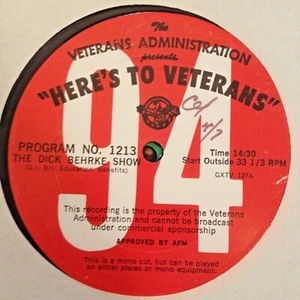 The
VETERANS ADMINISTRATION
presents
"HERE'S TO VETERANS"
94
PROGRAM NO. 1213
THE DICK BEHRKE SHOW
(G.I. Bill Education Benefits)
Time 14:30
Start Outside 33 1/3 RPM
GXTV 127A
This recording is the property of the Veterans
Administration and cannot be broadcast
under commercial sponsorship
APPROVED BY AFM
This is a mono cut, but can be played
on either stereo or mono equipment.